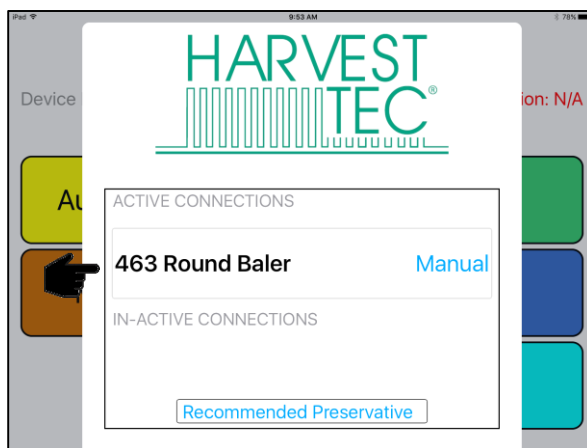 iPad
9:53 AM
78%
HARVEST
TEC®
Device
ion: N/A
Au
ACTIVE CONNECTIONS
463 Round Baler Manual
IN-ACTIVE CONNECTIONS
Recommended Preservative